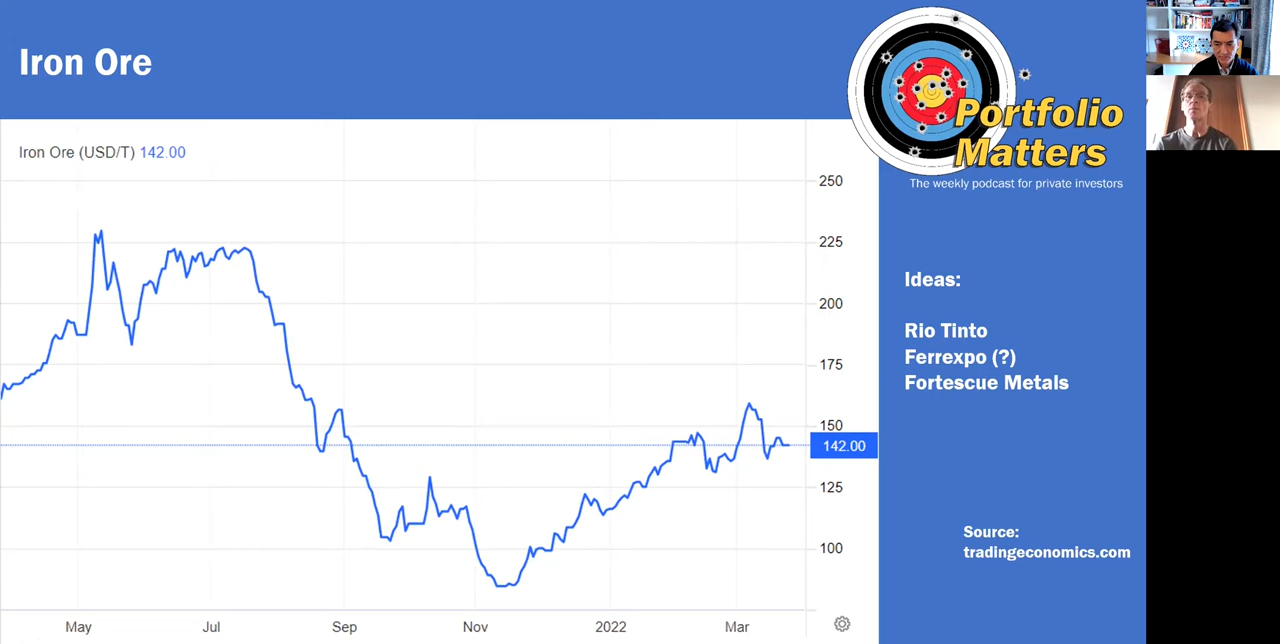 Iron Ore
Portfolio
Matters
The weekly podcast for private investors
Iron Ore (USD/T) 142.00
250
225
200
175
150
142.00
125
100
May
Jul
Sep
Nov
2022
Mar
Ideas:
Rio Tinto
Ferrexpo (?)
Fortescue Metals
Source:
tradingeconomics.com